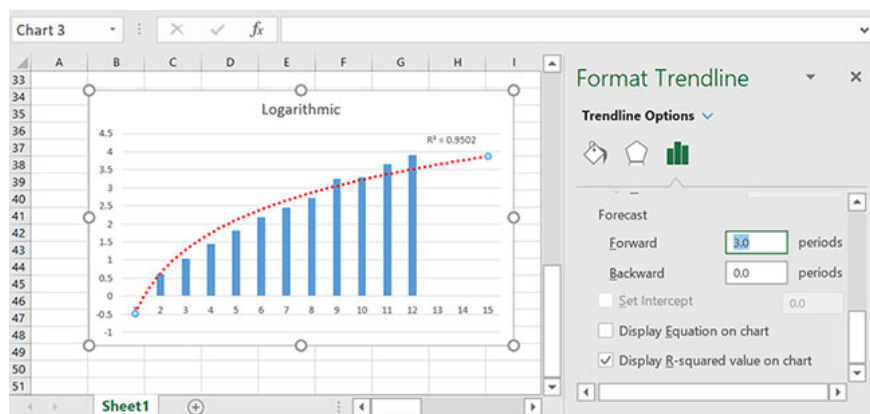 Chart 3
fx
A B C D E F G H I
33
34
35
36
37
38
39
40
41
42
43
44
45
46
47
48
49
50
51
Logarithmic
R² = 0.9502
4.5
4
3.5
3
2.5
2
1.5
1
0.5
0
-0.5
-1
2 3 4 5 6 7 8 9 10 11 12 13 14 15
Sheet1
Format Trendline
Trendline Options
Forecast
Forward 3.0 periods
Backward 0.0 periods
Set Intercept 0.0
Display Equation on chart
Display R-squared value on chart